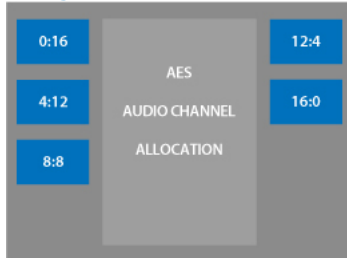 0:16
4:12
8:8
AES
AUDIO CHANNEL
ALLOCATION
12:4
16:0